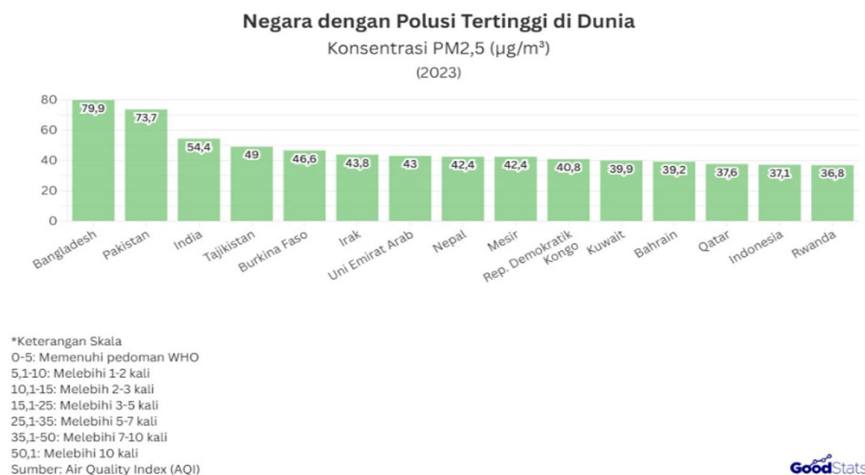 Negara dengan Polusi Tertinggi di Dunia
Konsentrasi PM2,5 (µg/m³)
(2023)
80
60
40
20
0
79,9
73,7
54,4
49
46,6
43,8
43
42,4
42,4
40,8
39,9
39,2
37,6
37,1
36,8
Bangladesh
Pakistan
India
Tajikistan
Burkina Faso
Irak
Uni Emirat Arab
Nepal
Mesir
Rep. Demokratik
Kongo
Kuwait
Bahrain
Qatar
Indonesia
Rwanda
*Keterangan Skala
0-5: Memenuhi pedoman WHO
5,1-10: Melebihi 1-2 kali
10,1-15: Melebih 2-3 kali
15,1-25: Melebihi 3-5 kali
25,1-35: Melebihi 5-7 kali
35,1-50: Melebihi 7-10 kali
50,1: Melebihi 10 kali
Sumber: Air Quality Index (AQI)
GoodStats